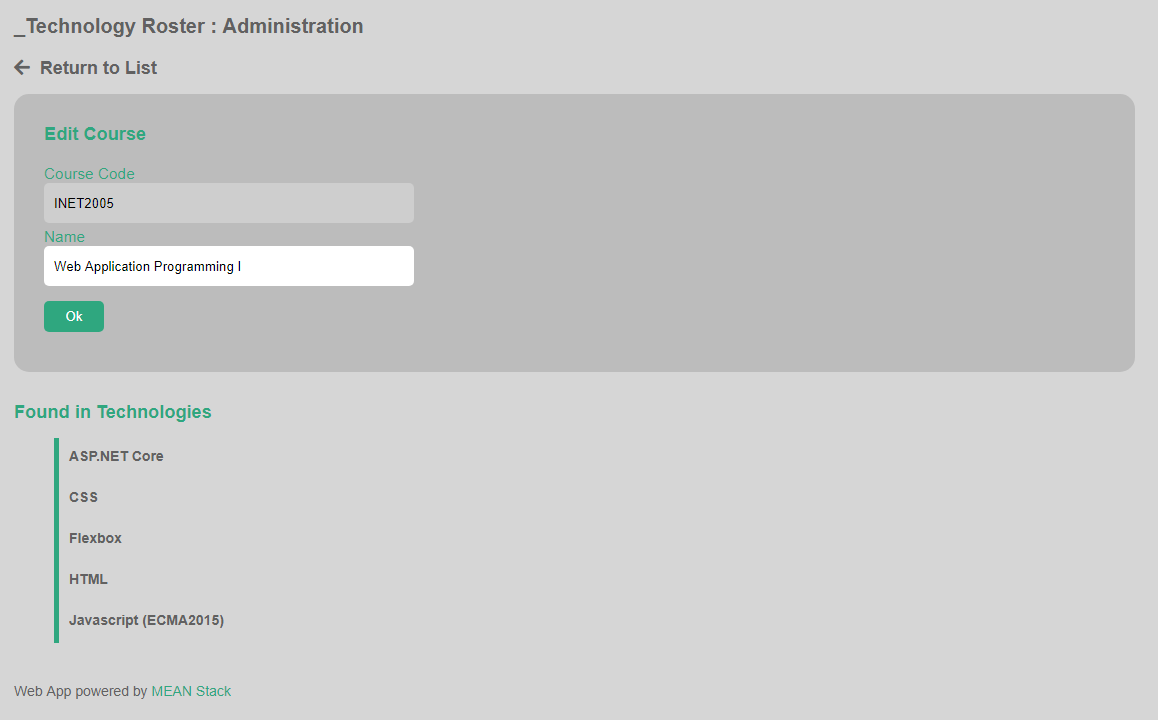 _Technology Roster : Administration
Return to List
Edit Course
Course Code
INET2005
Name
Web Application Programming I
Ok
Found in Technologies
ASP.NET Core
CSS
Flexbox
HTML
Javascript (ECMA2015)
Web App powered by MEAN Stack